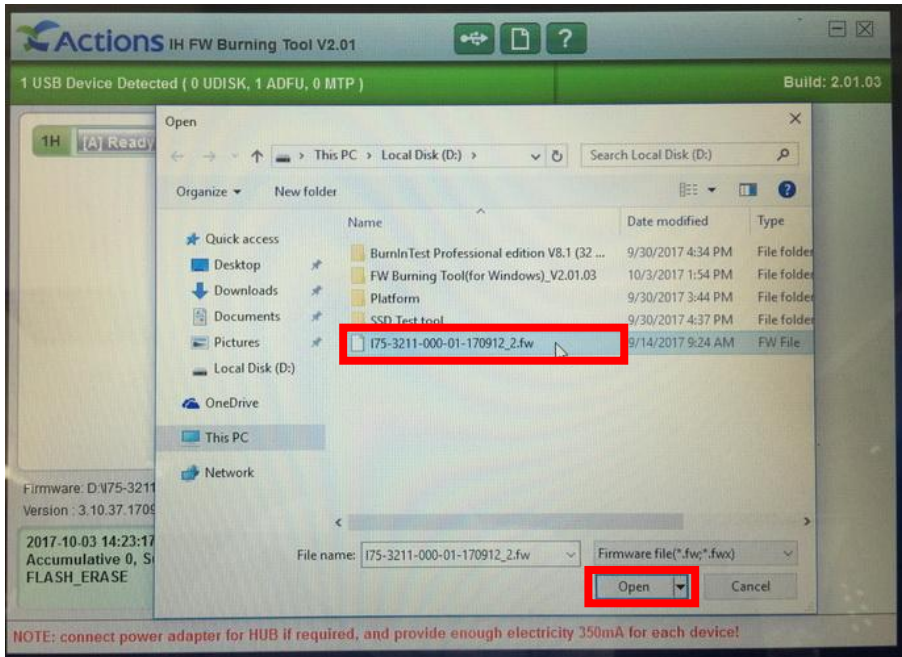 Actions IH FW Burning Tool V2.01
1 USB Device Detected ( 0 UDISK, 1 ADFU, 0 MTP )
Build: 2.01.03
1H
[A] Ready
Open
This PC > Local Disk (D:) >
Search Local Disk (D:)
Organize
New folder
?
Name
Date modified
Type
Quick access
Desktop
Downloads
Documents
Pictures
Local Disk (D:)
OneDrive
This PC
Network
BurnInTest Professional edition V8.1 (32 ...
9/30/2017 4:34 PM
File folder
FW Burning Tool(for Windows)_V2.01.03
10/3/2017 1:54 PM
File folder
Platform
9/30/2017 3:44 PM
File folder
SSD Test tool
9/30/2017 4:37 PM
File folder
I75-3211-000-01-170912_2.fw
9/14/2017 9:24 AM
FW File
Firmware: D:\I75-3211
Version : 3.10.37.1709
2017-10-03 14:23:17
Accumulative 0, S
FLASH_ERASE
File name:
I75-3211-000-01-170912_2.fw
Firmware file(*.fw;*.fwx)
Open
Cancel
NOTE: connect power adapter for HUB if required, and provide enough electricity 350mA for each device!